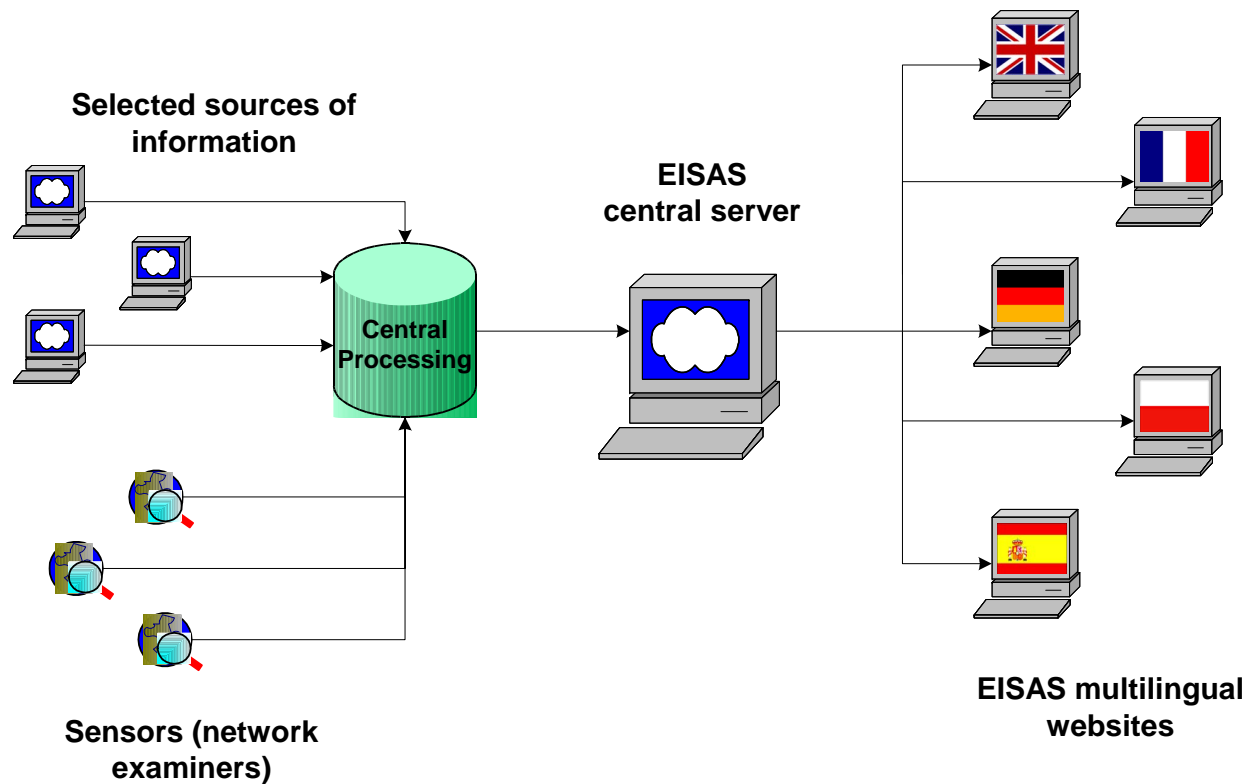 Selected sources of
information
EISAS
central server
Central
Processing
Sensors (network
examiners)
EISAS multilingual
websites